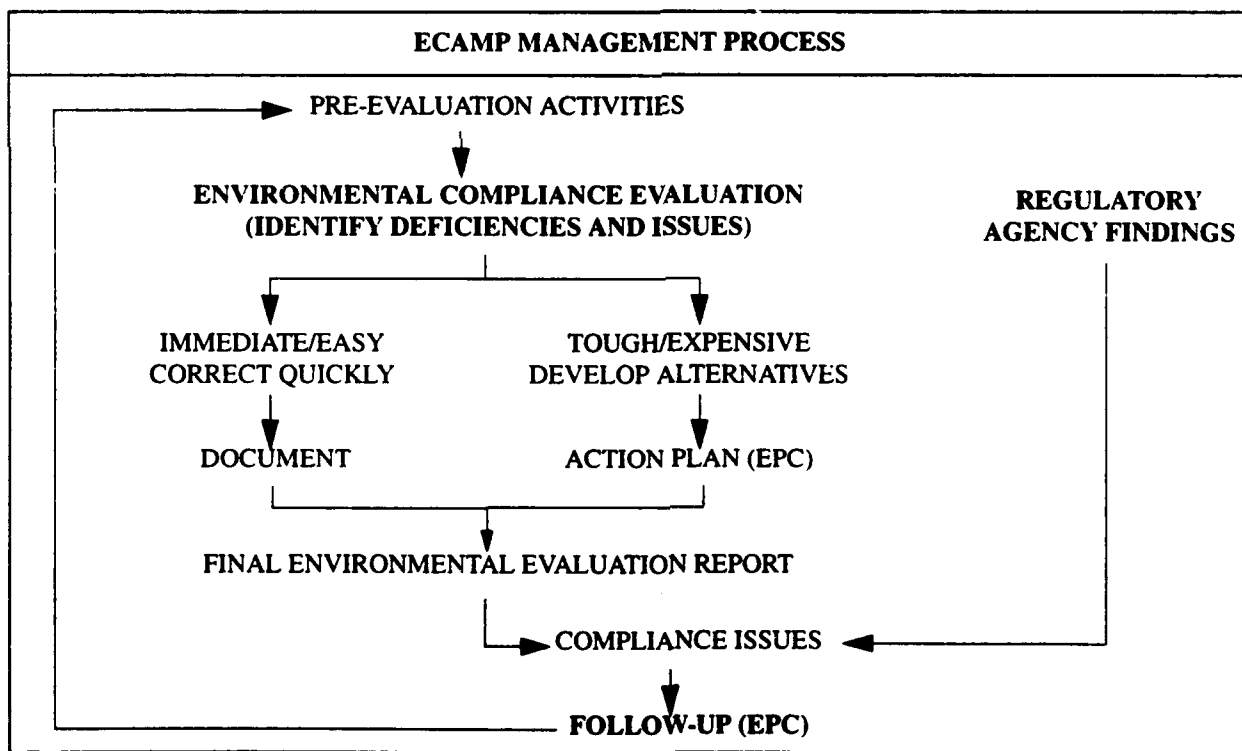 ECAMP MANAGEMENT PROCESS
PRE-EVALUATION ACTIVITIES
ENVIRONMENTAL COMPLIANCE EVALUATION
(IDENTIFY DEFICIENCIES AND ISSUES)
REGULATORY
AGENCY FINDINGS
IMMEDIATE/EASY
CORRECT QUICKLY
TOUGH/EXPENSIVE
DEVELOP ALTERNATIVES
DOCUMENT
ACTION PLAN (EPC)
FINAL ENVIRONMENTAL EVALUATION REPORT
COMPLIANCE ISSUES
FOLLOW-UP (EPC)